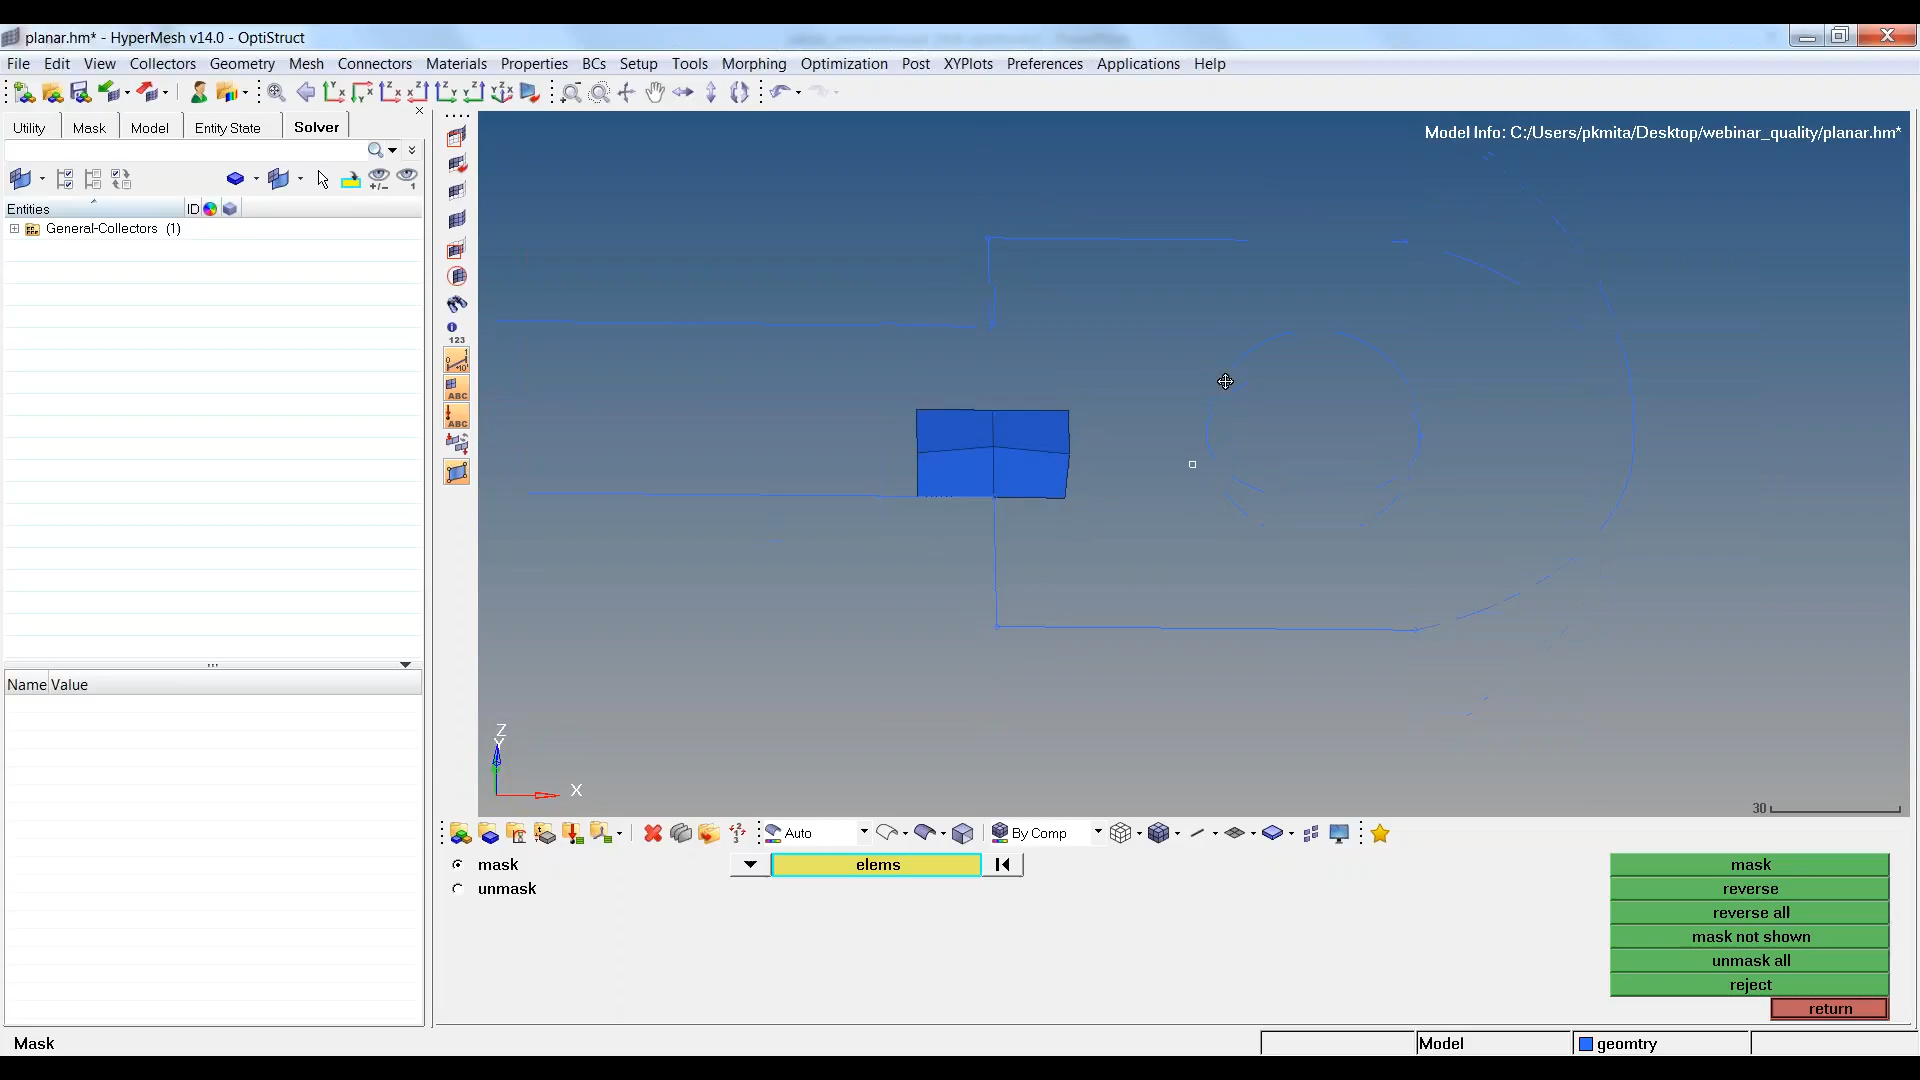 planar.hm* - HyperMesh v14.0 - OptiStruct
File Edit View Collectors Geometry Mesh Connectors Materials Properties BCs Setup Tools Morphing Optimization Post XYPlots Preferences Applications Help
Utility Mask Model Entity State Solver
Model Info: C:/Users/pkmita/Desktop/webinar_quality/planar.hm*
Entities ID
General-Collectors (1)
123
ABC
ABC
Name Value
Z
Y
X
30
Auto By Comp
mask elems mask
unmask reverse
reverse all
mask not shown
unmask all
reject
return
Mask Model geomtry